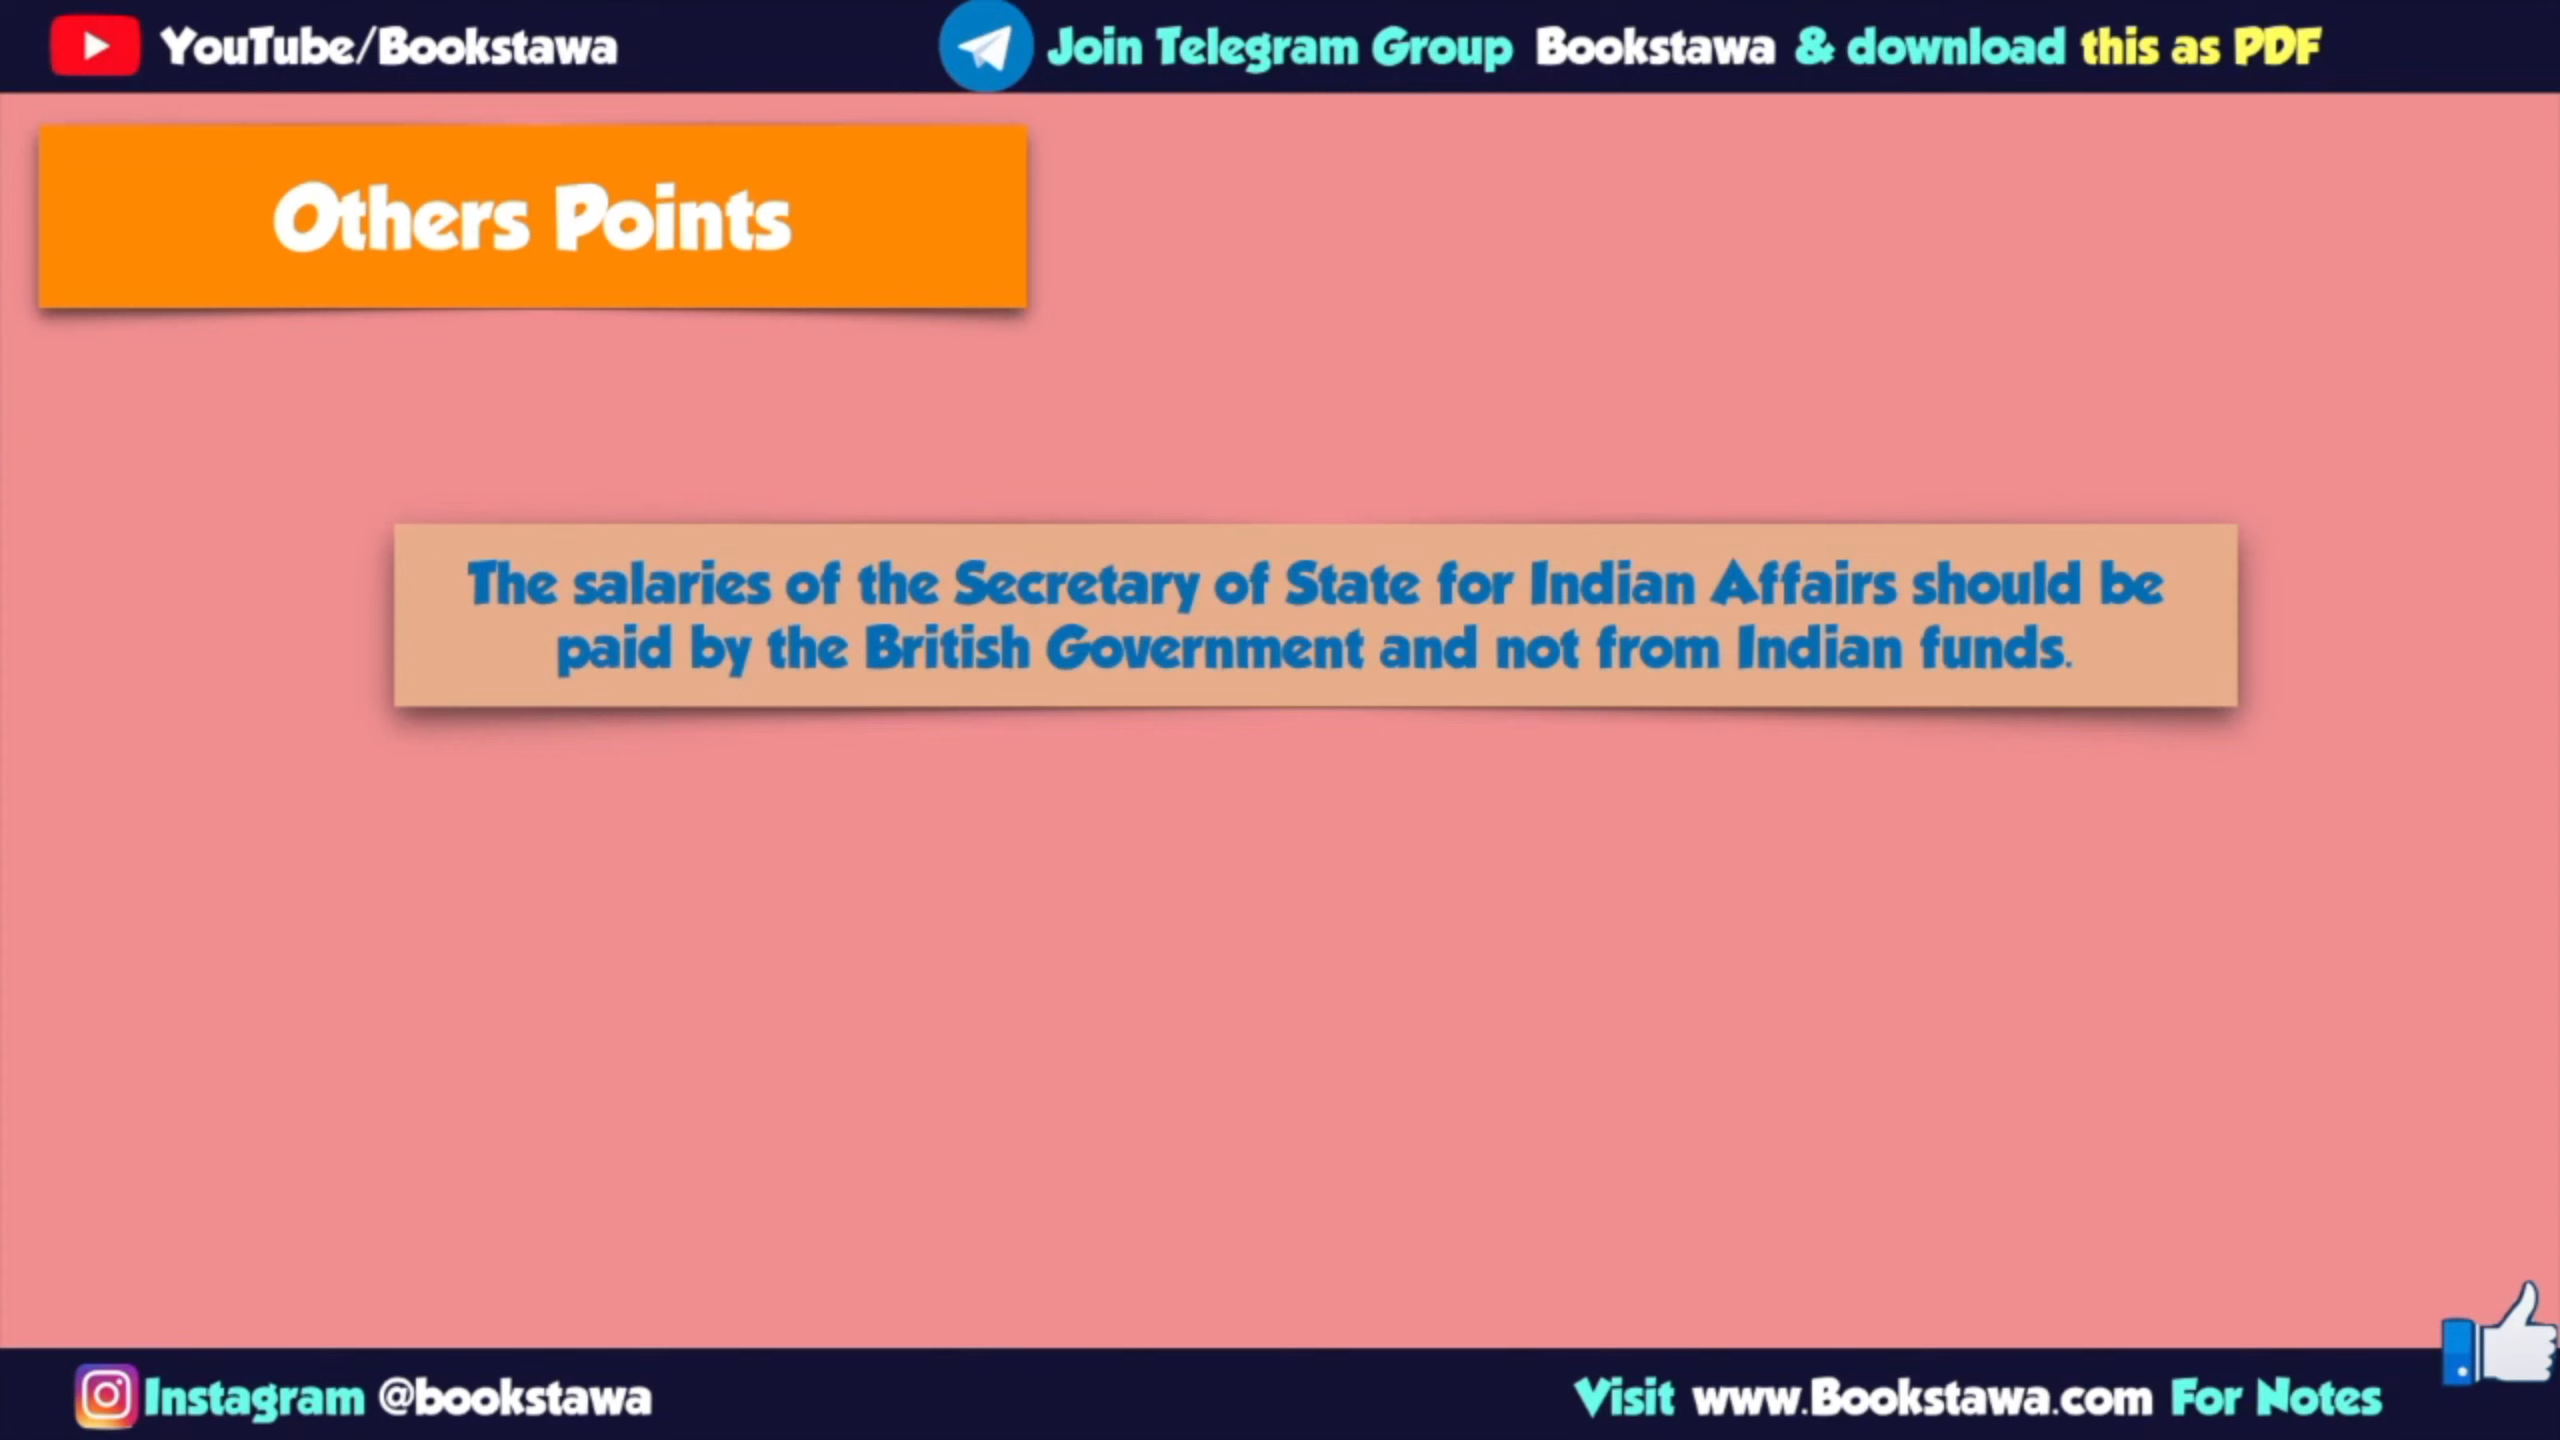 YouTube/Bookstawa
Join Telegram Group Bookstawa & download this as PDF
Others Points
The salaries of the Secretary of State for Indian Affairs should be
paid by the British Government and not from Indian funds.
Instagram @bookstawa
Visit www.Bookstawa.com For Notes